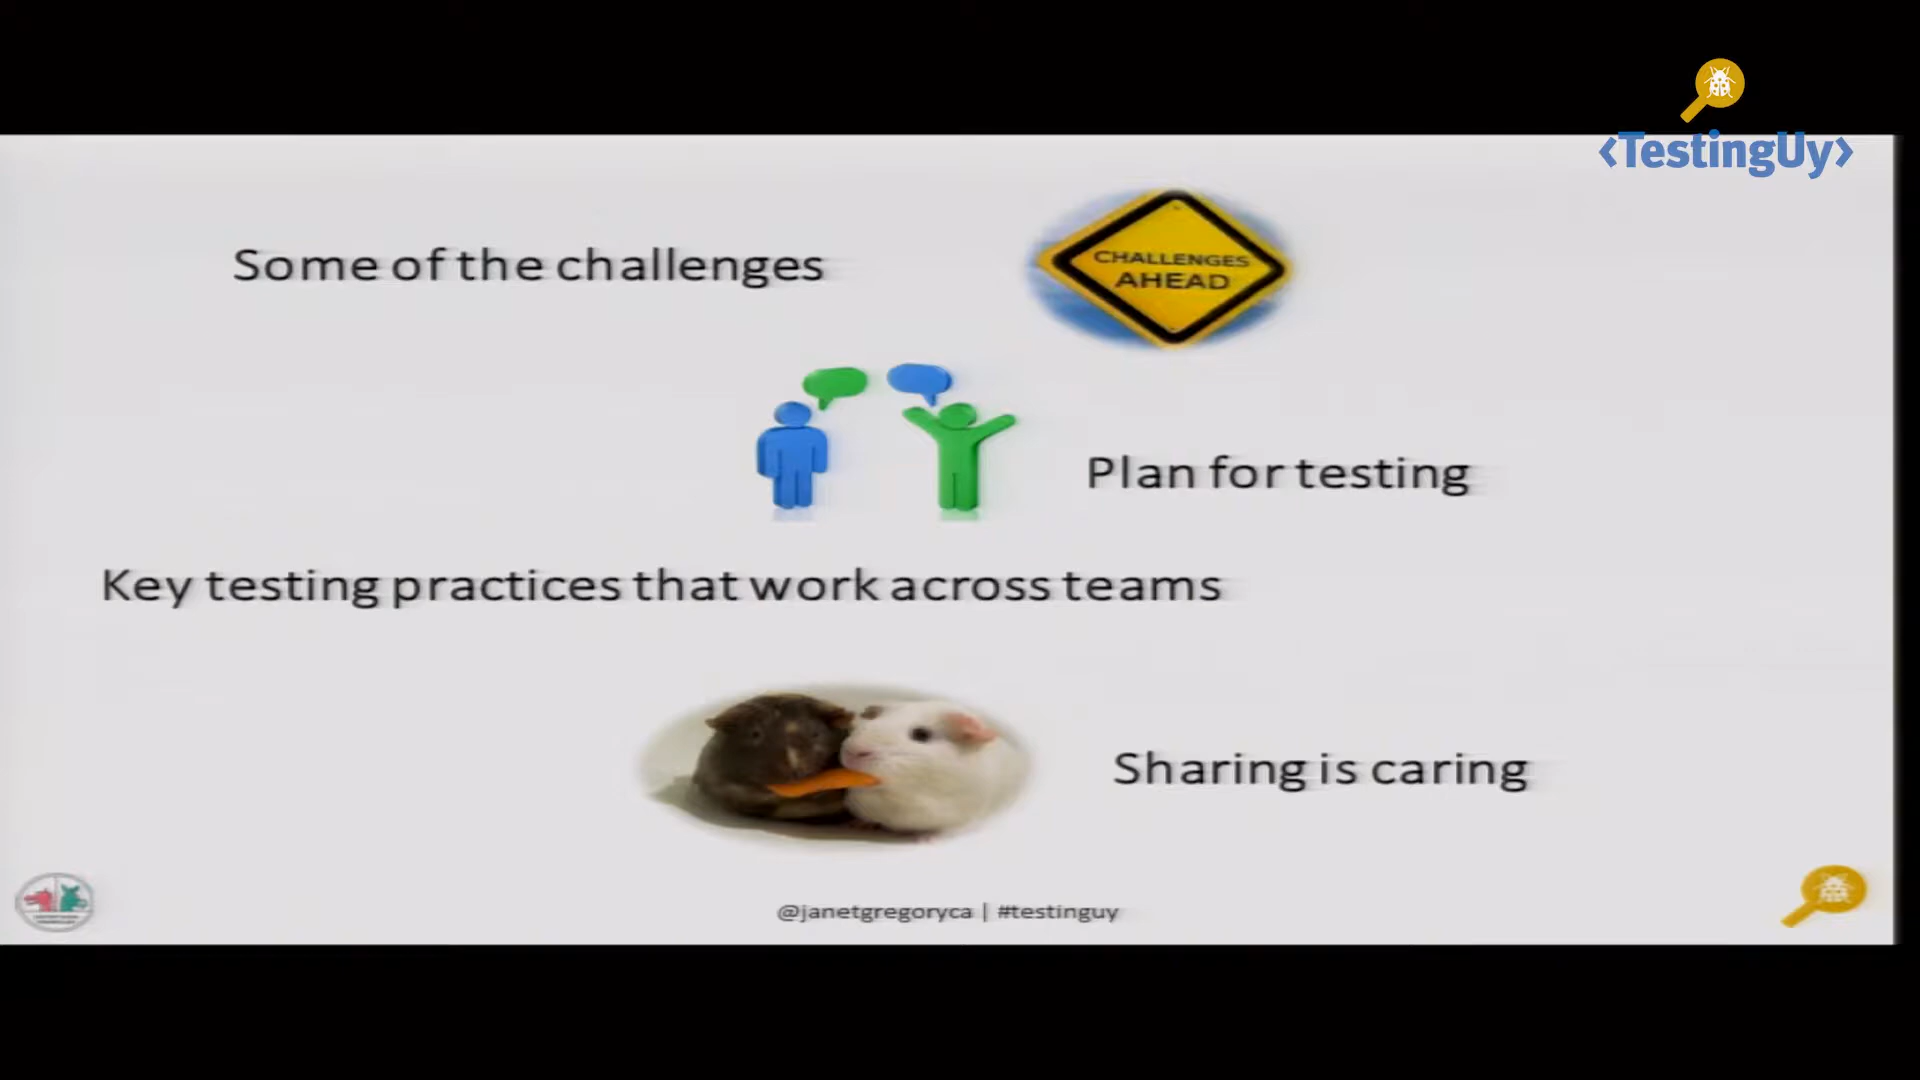 <TestingUy>
Some of the challenges
CHALLENGES
AHEAD
Plan for testing
Key testing practices that work across teams
Sharing is caring
@janetgregoryca | #testinguy